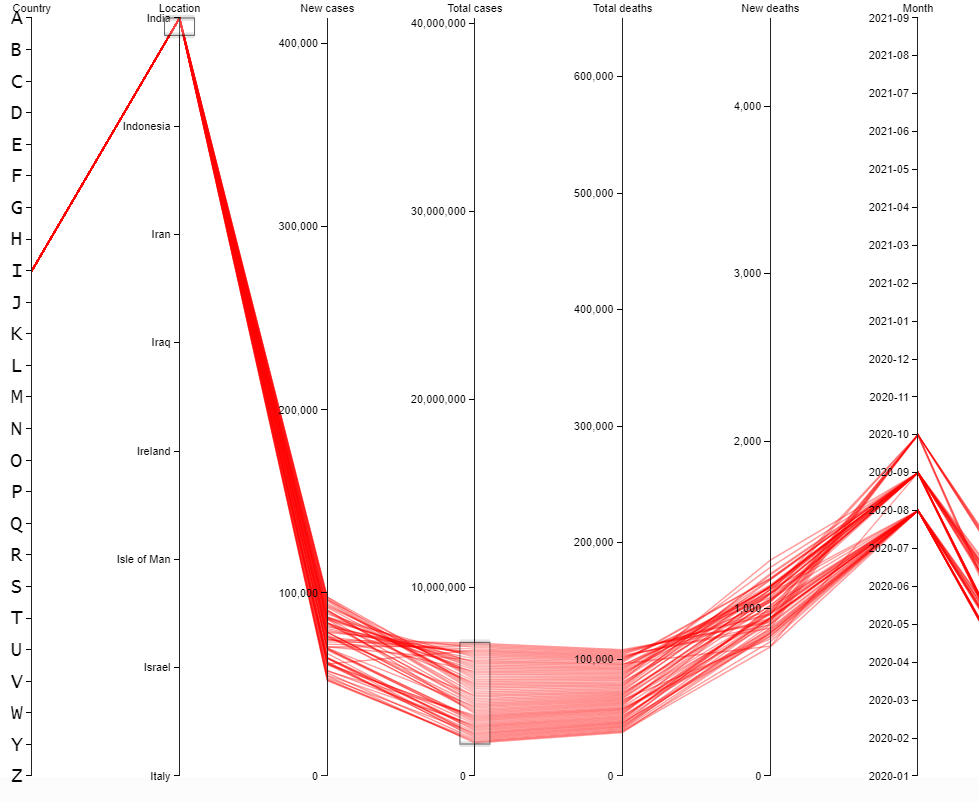 Country
Location
New cases
Total cases
Total deaths
New deaths
Month
A
B
C
D
E
F
G
H
I
J
K
L
M
N
O
P
Q
R
S
T
U
V
W
Y
Z
India
Indonesia
Iran
Iraq
Ireland
Isle of Man
Israel
Italy
400,000
300,000
200,000
100,000
0
40,000,000
30,000,000
20,000,000
10,000,000
0
600,000
500,000
400,000
300,000
200,000
100,000
0
4,000
3,000
2,000
1,000
0
2021-09
2021-08
2021-07
2021-06
2021-05
2021-04
2021-03
2021-02
2021-01
2020-12
2020-11
2020-10
2020-09
2020-08
2020-07
2020-06
2020-05
2020-04
2020-03
2020-02
2020-01